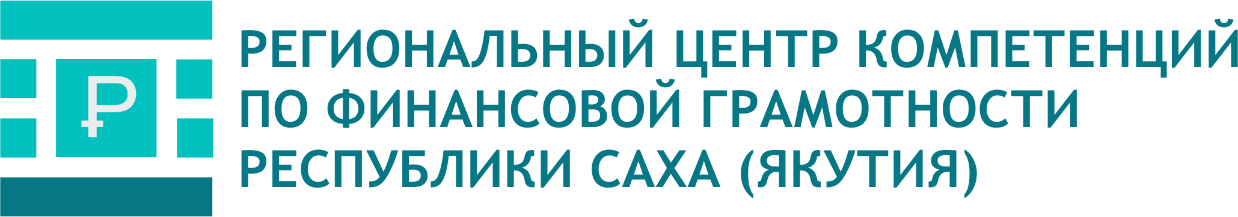 РЕГИОНАЛЬНЫЙ ЦЕНТР КОМПЕТЕНЦИЙ
ПО ФИНАНСОВОЙ ГРАМОТНОСТИ
РЕСПУБЛИКИ САХА (ЯКУТИЯ)